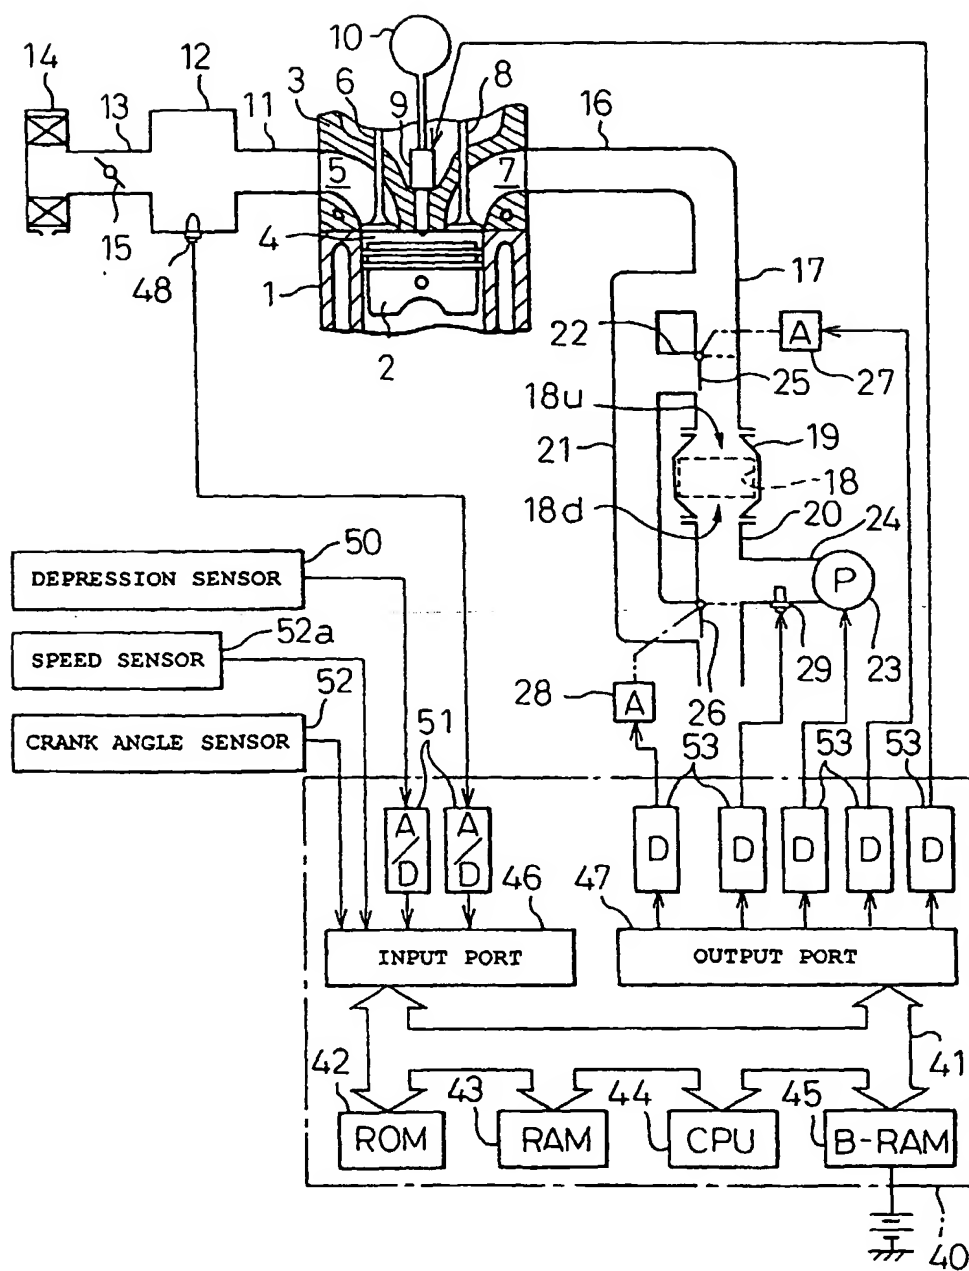 10
14
12
13
11
3
6
9
8
16
5
7
15
48
4
1
2
17
22
A
25
27
18u
21
19
18
18d
20
24
P
50
DEPRESSION SENSOR
52a
SPEED SENSOR
52
CRANK ANGLE SENSOR
28
A
26
29
23
51
53
53
53
A/D
A/D
D
D
D
D
D
46
47
INPUT PORT
OUTPUT PORT
41
42
43
44
45
ROM
RAM
CPU
B-RAM
40